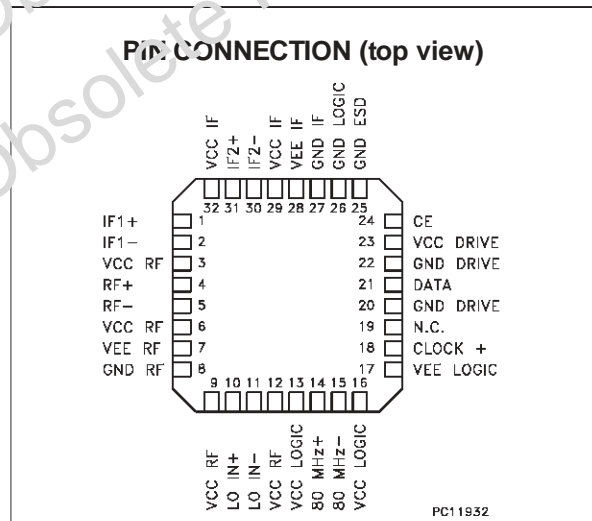 Obsolete
PIN CONNECTION (top view)
VCC IF
IF2+
IF2-
VCC IF
VEE IF
GND IF
GND LOGIC
GND ESD
32 31 30 29 28 27 26 25
IF1+ 1
IF1- 2
VCC RF 3
RF+ 4
RF- 5
VCC RF 6
VEE RF 7
GND RF 8
24 CE
23 VCC DRIVE
22 GND DRIVE
21 DATA
20 GND DRIVE
19 N.C.
18 CLOCK +
17 VEE LOGIC
9 10 11 12 13 14 15 16
VCC RF
LO IN+
LO IN-
VCC RF
VCC LOGIC
80 MHz+
80 MHz-
VCC LOGIC
PC11932